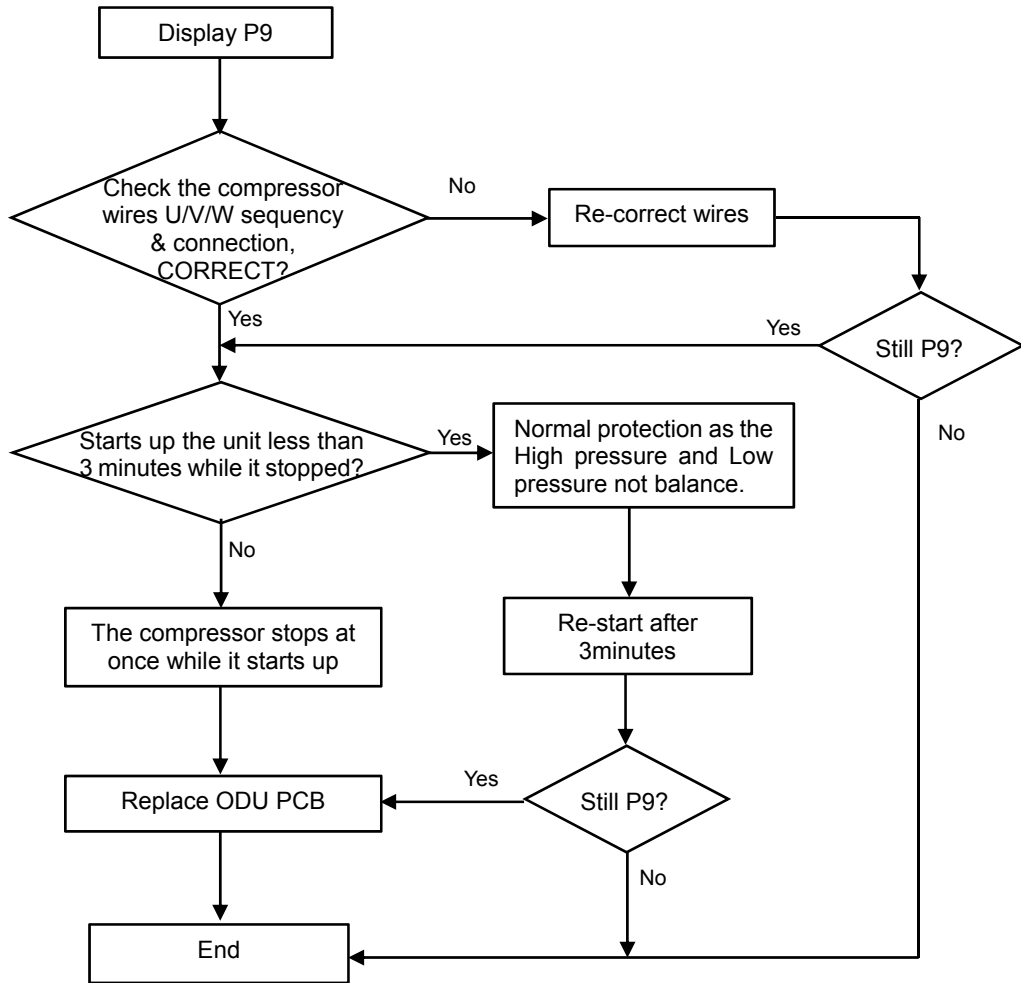 Display P9
Check the compressor
wires U/V/W sequency
& connection,
CORRECT?
No
Re-correct wires
Yes
Yes
Still P9?
No
Starts up the unit less than
3 minutes while it stopped?
Yes
Normal protection as the
High pressure and Low
pressure not balance.
No
The compressor stops at
once while it starts up
Re-start after
3minutes
Replace ODU PCB
Yes
Still P9?
No
End